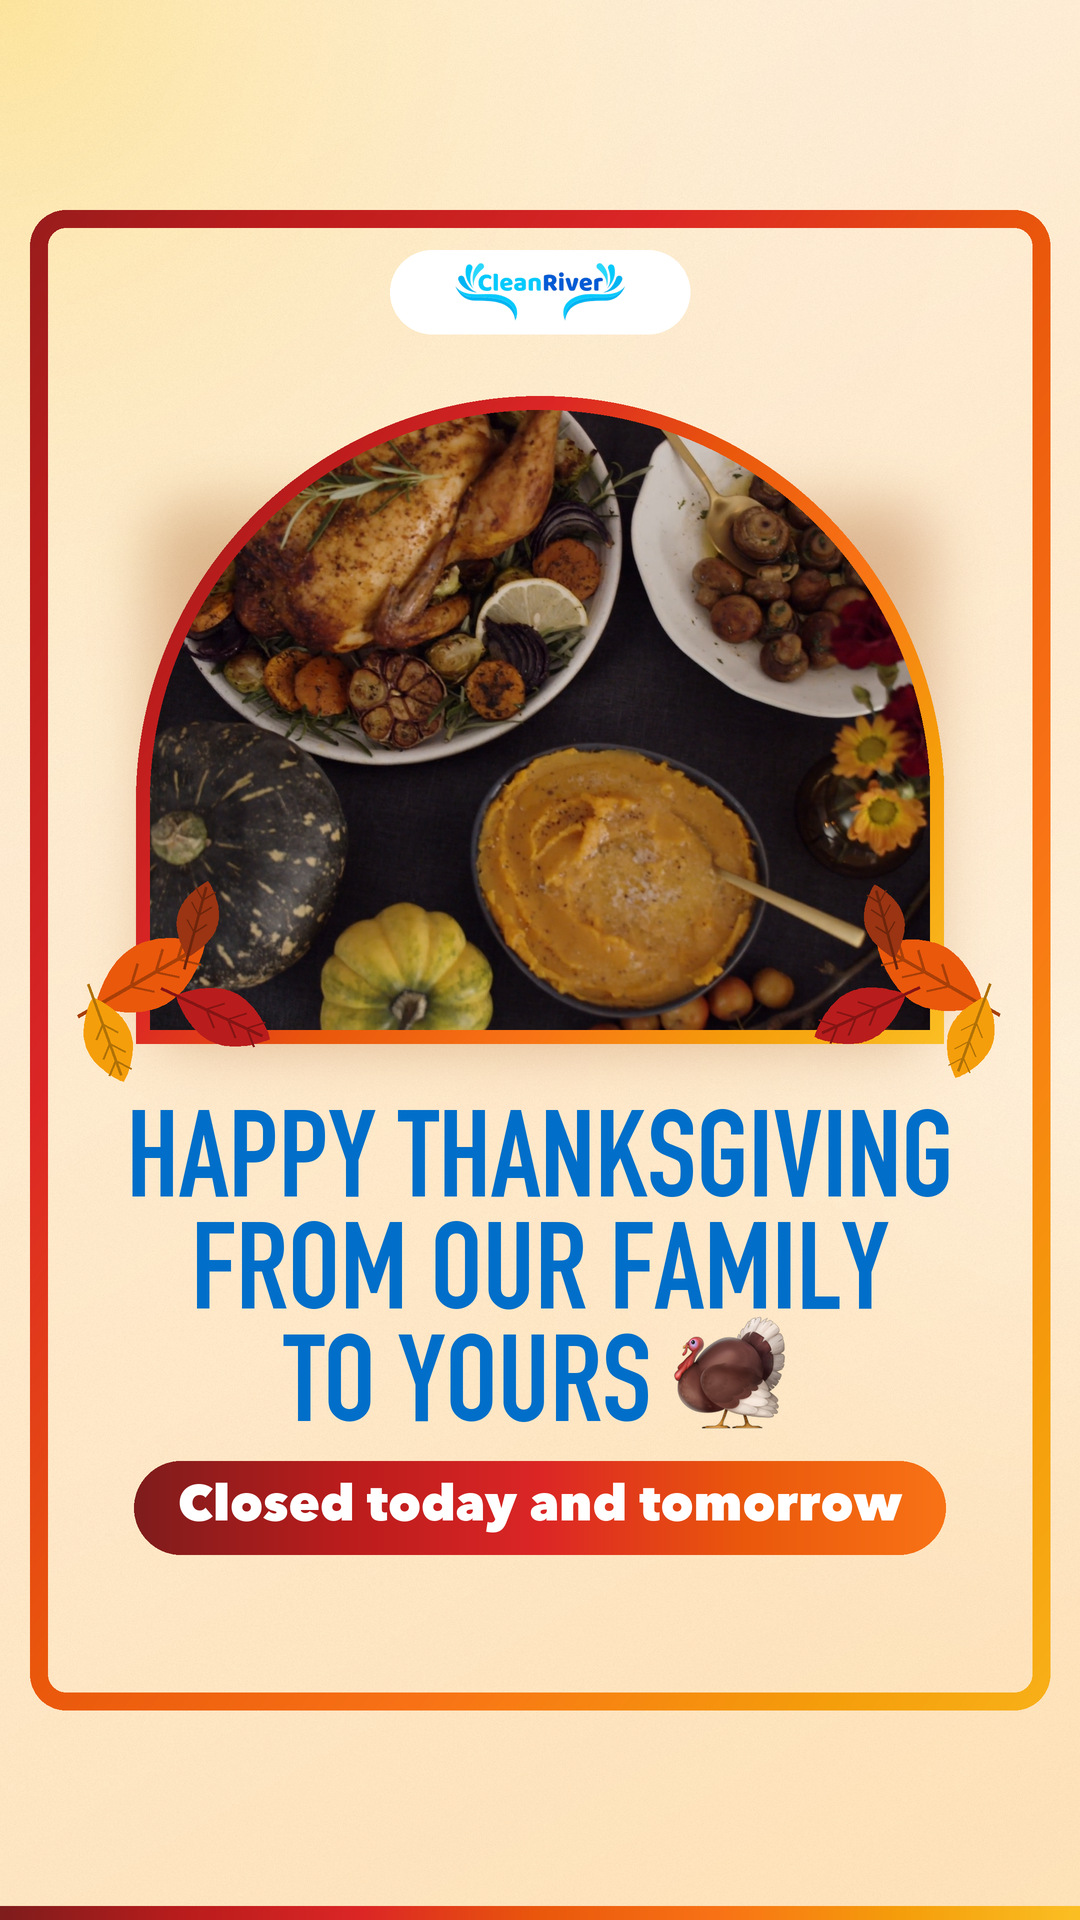 CleanRiver
HAPPY THANKSGIVING
FROM OUR FAMILY
TO YOURS 🦃
Closed today and tomorrow